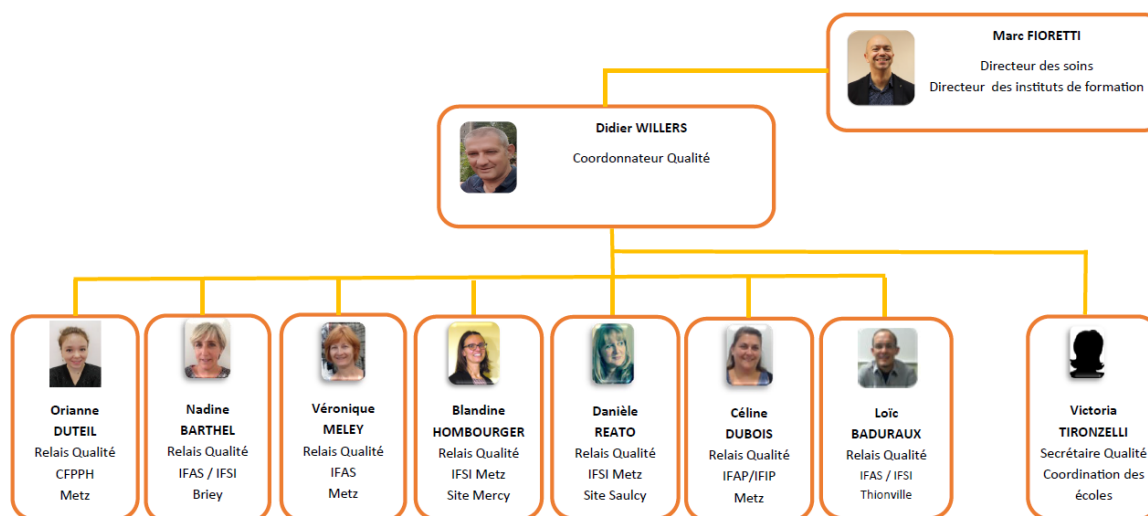 Marc FIORETTI
Directeur des soins
Directeur des instituts de formation
Didier WILLERS
Coordonnateur Qualité
Orianne
DUTEIL
Relais Qualité
CFPPH
Metz
Nadine
BARTHEL
Relais Qualité
IFAS / IFSI
Briey
Véronique
MELEY
Relais Qualité
IFAS
Metz
Blandine
HOMBOURGER
Relais Qualité
IFSI Metz
Site Mercy
Danièle
REATO
Relais Qualité
IFSI Metz
Site Saulcy
Céline
DUBOIS
Relais Qualité
IFAP/IFIP
Metz
Loïc
BADURAUX
Relais Qualité
IFAS / IFSI
Thionville
Victoria
TIRONZELLI
Secrétaire Qualité
Coordination des
écoles